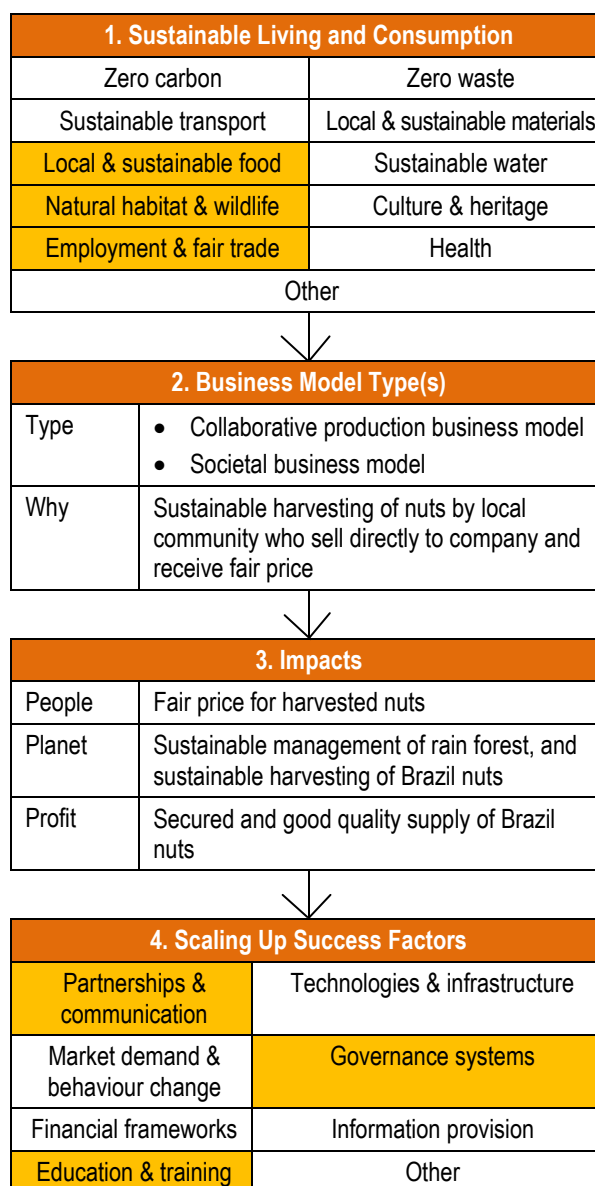 1. Sustainable Living and Consumption
Zero carbon
Zero waste
Sustainable transport
Local & sustainable materials
Local & sustainable food
Sustainable water
Natural habitat & wildlife
Culture & heritage
Employment & fair trade
Health
Other
2. Business Model Type(s)
Type
• Collaborative production business model
• Societal business model
Why
Sustainable harvesting of nuts by local
community who sell directly to company and
receive fair price
3. Impacts
People
Fair price for harvested nuts
Planet
Sustainable management of rain forest, and
sustainable harvesting of Brazil nuts
Profit
Secured and good quality supply of Brazil
nuts
4. Scaling Up Success Factors
Partnerships &
communication
Technologies & infrastructure
Market demand &
behaviour change
Governance systems
Financial frameworks
Information provision
Education & training
Other